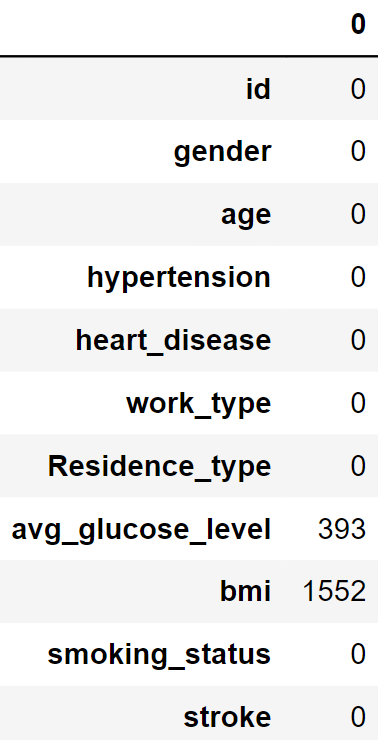 0
id 0
gender 0
age 0
hypertension 0
heart_disease 0
work_type 0
Residence_type 0
avg_glucose_level 393
bmi 1552
smoking_status 0
stroke 0